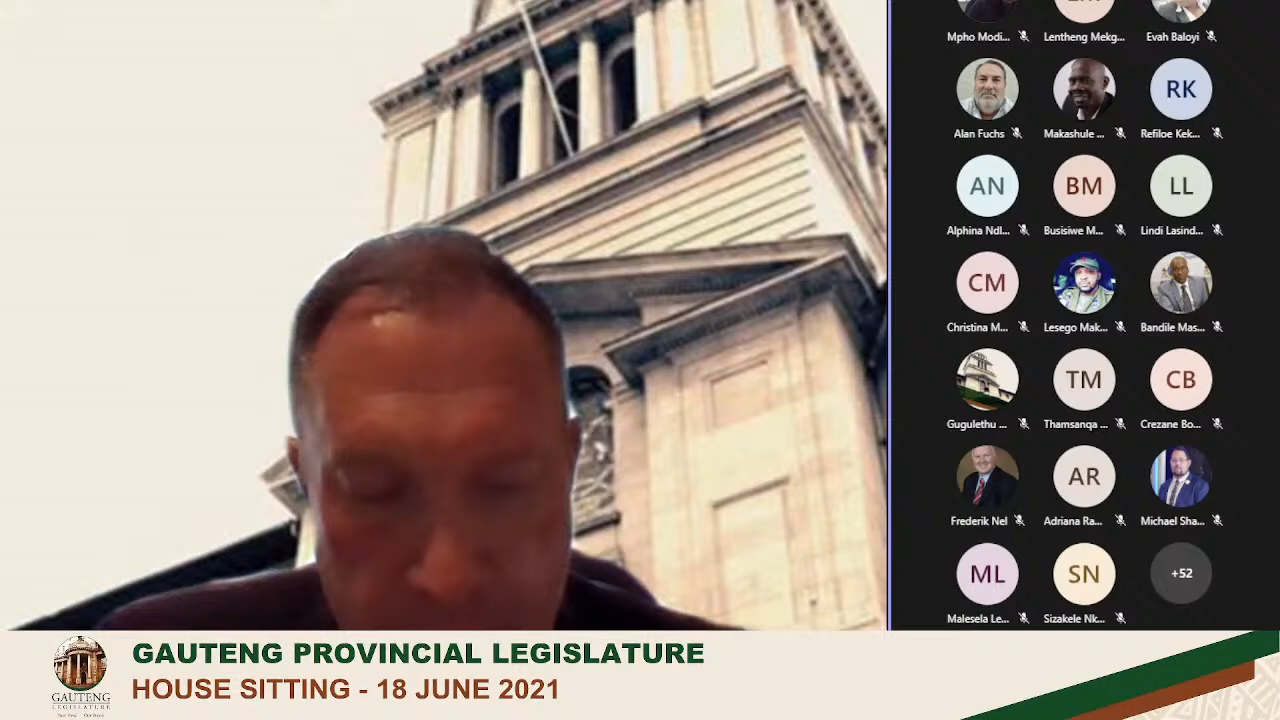 Mpho Modi...
Lentheng Mekg...
Evah Baloyi
Alan Fuchs
Makashule ...
RK
Refiloe Kek...
AN
Alphina Ndl...
BM
Busisiwe M...
LL
Lindi Lasind...
CM
Christina M...
Lesego Mak...
Bandile Mas...
Gugulethu ...
TM
Thamsanqa ...
CB
Crezane Bo...
Frederik Nel
AR
Adriana Ra...
Michael Sha...
ML
Malesela Le...
SN
Sizakele Nk...
+52
GAUTENG
LEGISLATURE
GAUTENG PROVINCIAL LEGISLATURE
HOUSE SITTING - 18 JUNE 2021